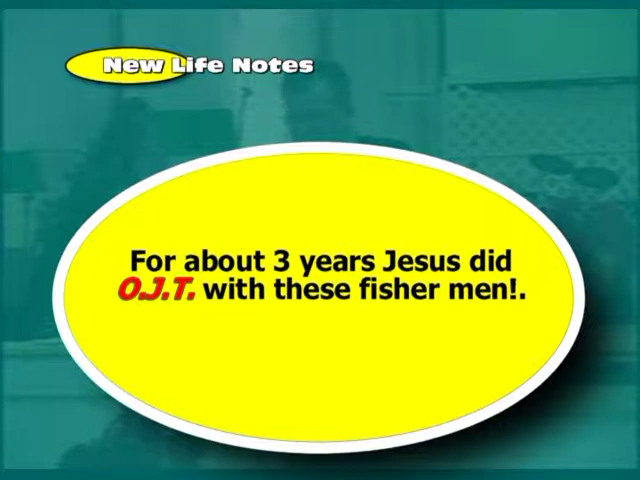 New Life Notes
For about 3 years Jesus did
O.J.T. with these fisher men!.